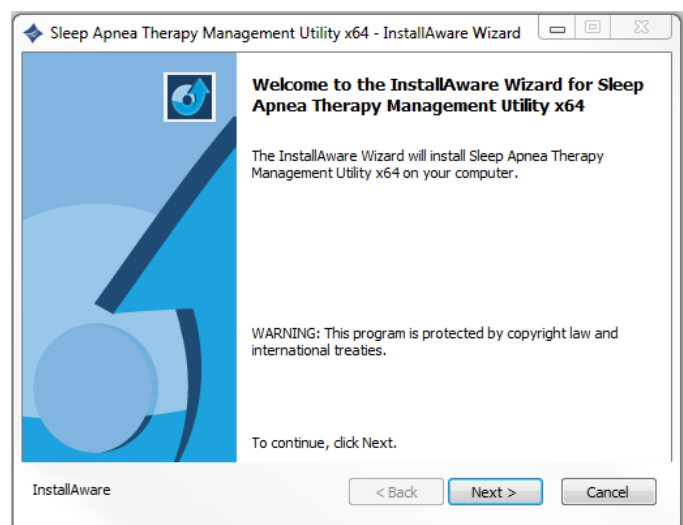 Sleep Apnea Therapy Management Utility x64 - InstallAware Wizard
Welcome to the InstallAware Wizard for Sleep
Apnea Therapy Management Utility x64
The InstallAware Wizard will install Sleep Apnea Therapy
Management Utility x64 on your computer.
WARNING: This program is protected by copyright law and
international treaties.
To continue, click Next.
InstallAware
< Back
Next >
Cancel